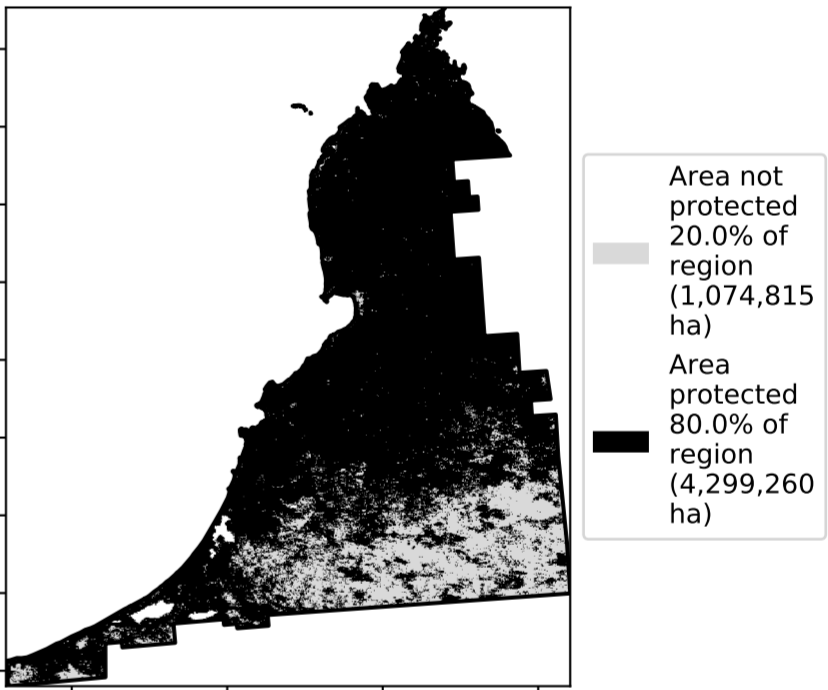 Area not
protected
20.0% of
region
(1,074,815
ha)
Area
protected
80.0% of
region
(4,299,260
ha)